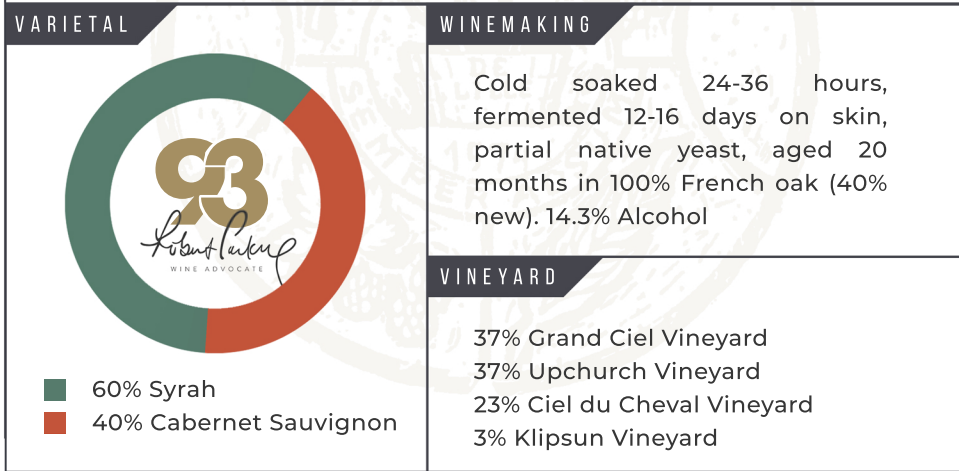 VARIETAL
93
Robert Parker
WINE ADVOCATE
60% Syrah
40% Cabernet Sauvignon
WINEMAKING
Cold soaked 24-36 hours,
fermented 12-16 days on skin,
partial native yeast, aged 20
months in 100% French oak (40%
new). 14.3% Alcohol
VINEYARD
37% Grand Ciel Vineyard
37% Upchurch Vineyard
23% Ciel du Cheval Vineyard
3% Klipsun Vineyard